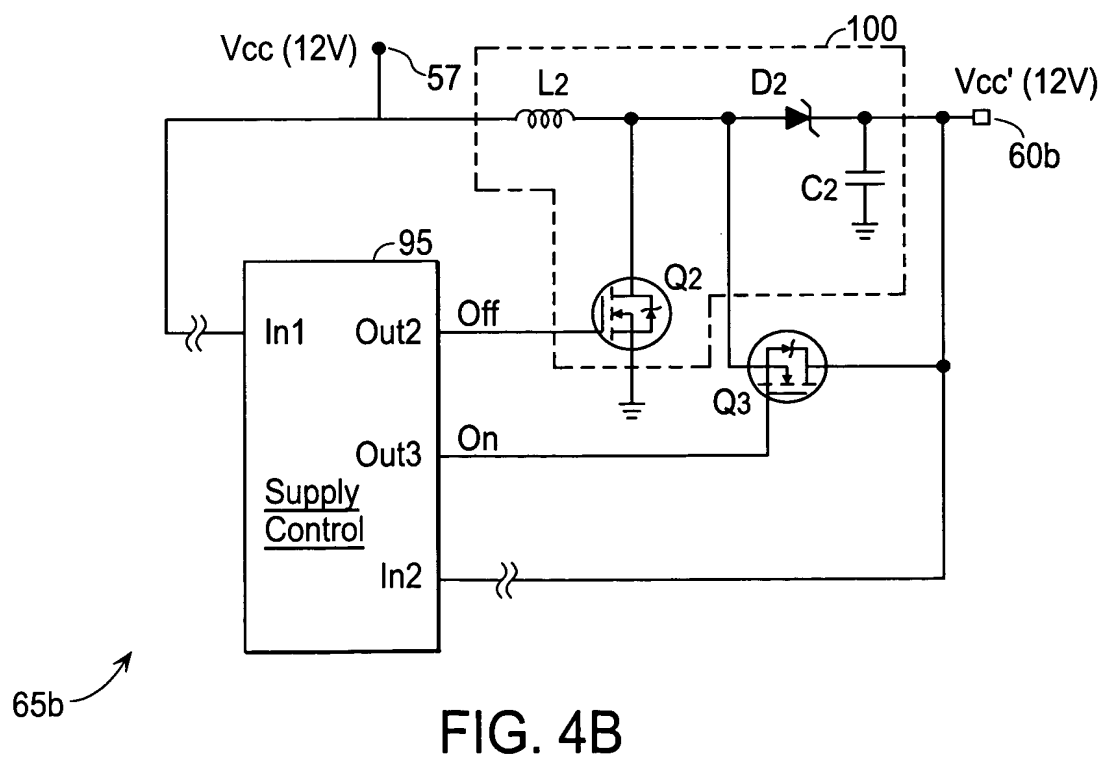 Vcc (12V)
57
100
L2
D2
Vcc' (12V)
60b
C2
95
Q2
In1
Out2
Off
Q3
Out3
On
Supply
Control
In2
65b
FIG. 4B